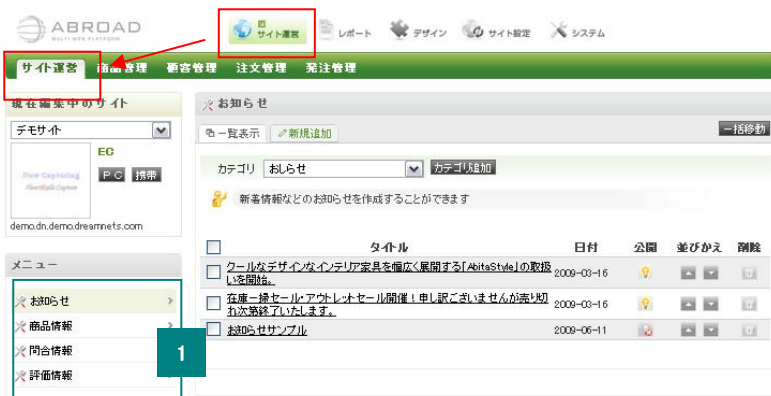 ABROAD
MULTI WEB PLATFORM
サイト運営
レポート
デザイン
サイト設定
システム
サイト運営
商品管理
顧客管理
注文管理
発注管理
現在編集中のサイト
デモサイト
EC
PC
携帯
Now Capturing
HeartRails Capture
demo.dn.demo.dreamnets.com
メニュー
お知らせ
商品情報
問合情報
評価情報
1
お知らせ
一覧表示
新規追加
一括移動
カテゴリ
おしらせ
カテゴリ追加
新着情報などのお知らせを作成することができます
タイトル
日付
公開
並びかえ
削除
クールなデザインなインテリア家具を幅広く展開する「AbitaStyle」の取扱
いを開始。
2009-03-16
在庫一掃セール・アウトレットセール開催！申し訳ございませんが売り切
れ次第終了いたします。
2009-03-16
お知らせサンプル
2009-06-11